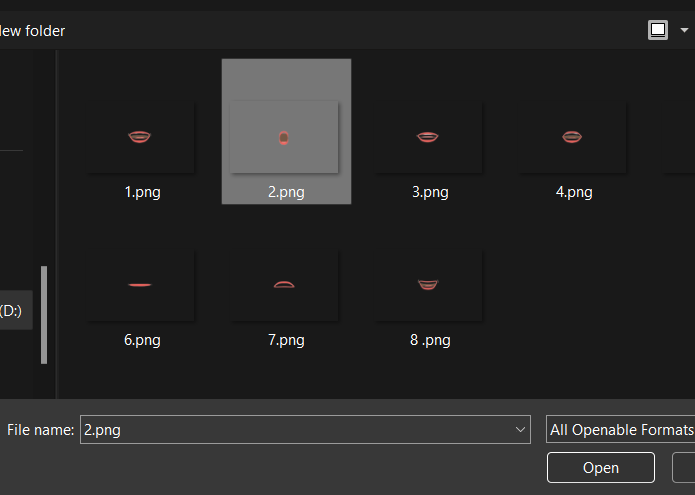 lew folder
1.png
2.png
3.png
4.png
6.png
7.png
8 .png
(D:)
File name:
2.png
All Openable Formats
Open